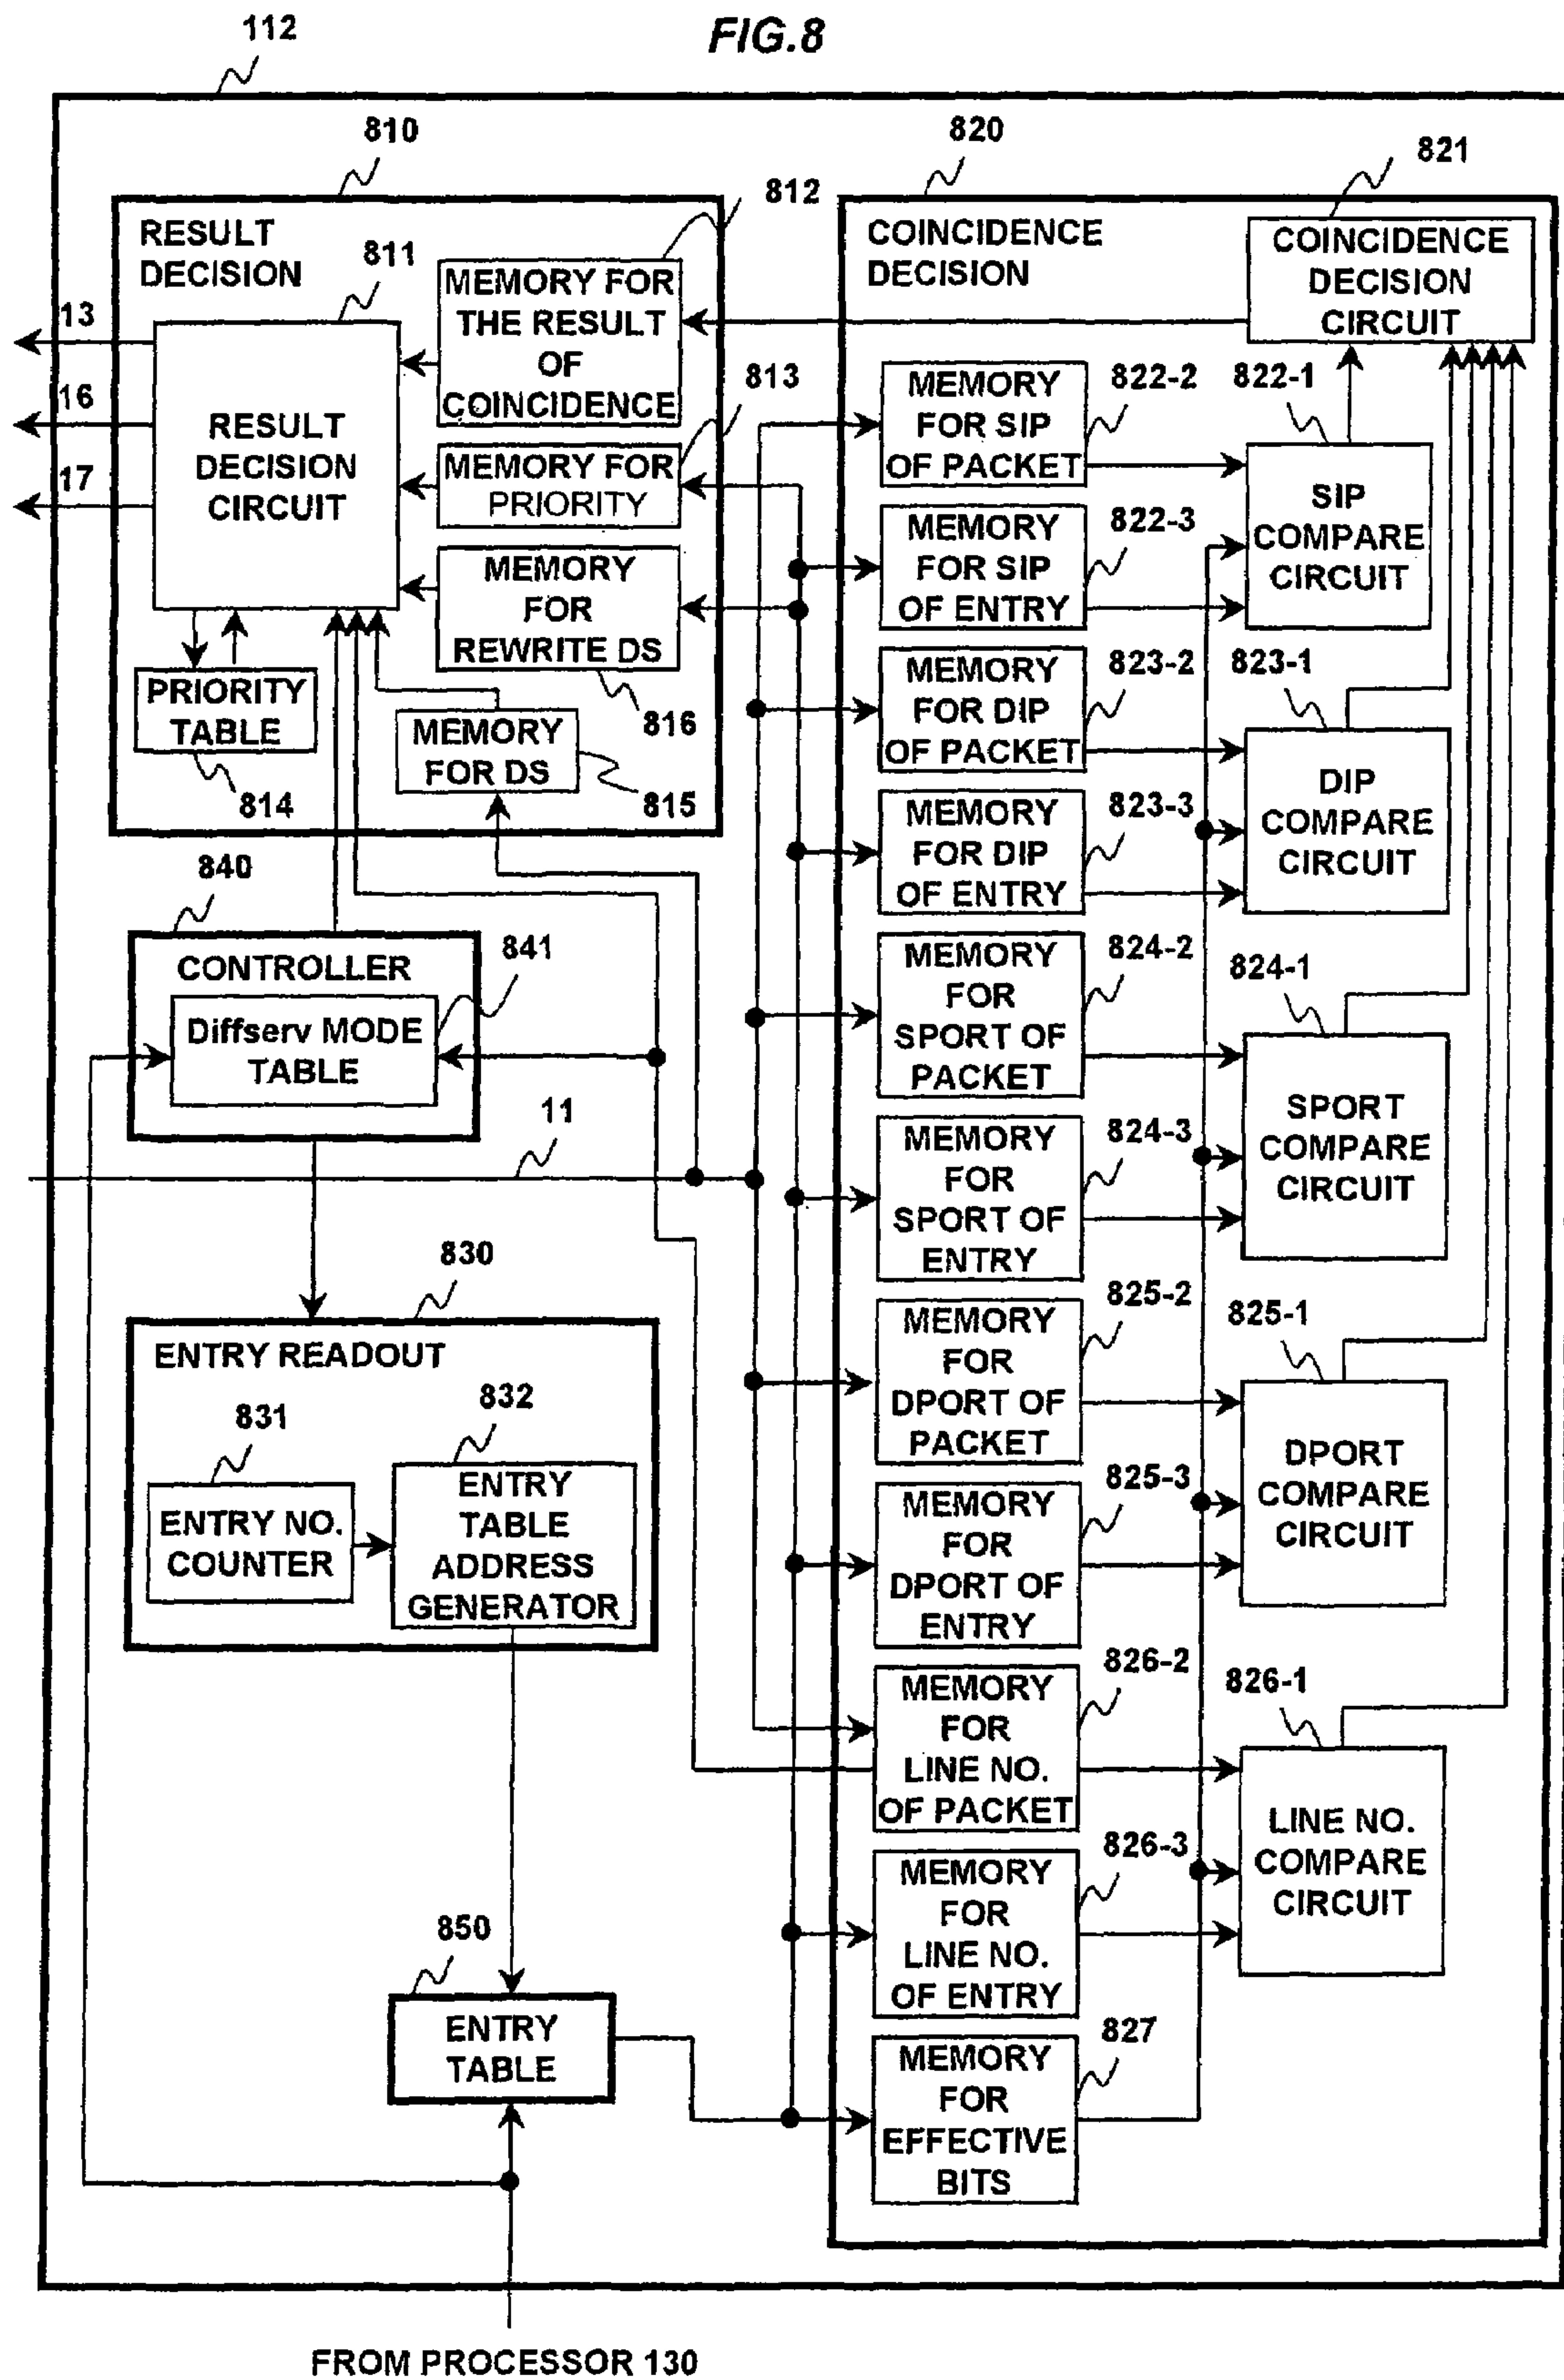 FIG.8
112
810
820
821
812
RESULT
DECISION
811
MEMORY FOR
THE RESULT
OF
COINCIDENCE
COINCIDENCE
DECISION
COINCIDENCE
DECISION
CIRCUIT
13
16
17
RESULT
DECISION
CIRCUIT
813
MEMORY FOR
PRIORITY
MEMORY
FOR
REWRITE DS
816
PRIORITY
TABLE
814
MEMORY
FOR DS
815
MEMORY
FOR SIP
OF PACKET
822-2
822-1
SIP
COMPARE
CIRCUIT
MEMORY
FOR SIP
OF ENTRY
822-3
MEMORY
FOR DIP
OF PACKET
823-2
823-1
DIP
COMPARE
CIRCUIT
MEMORY
FOR DIP
OF ENTRY
823-3
840
CONTROLLER
841
Diffserv MODE
TABLE
MEMORY
FOR
SPORT OF
PACKET
824-2
824-1
SPORT
COMPARE
CIRCUIT
11
MEMORY
FOR
SPORT OF
ENTRY
824-3
830
ENTRY READOUT
831
ENTRY NO.
COUNTER
832
ENTRY
TABLE
ADDRESS
GENERATOR
MEMORY
FOR
DPORT OF
PACKET
825-2
825-1
DPORT
COMPARE
CIRCUIT
MEMORY
FOR
DPORT OF
ENTRY
825-3
MEMORY
FOR
LINE NO.
OF PACKET
826-2
826-1
LINE NO.
COMPARE
CIRCUIT
MEMORY
FOR
LINE NO.
OF ENTRY
826-3
850
ENTRY
TABLE
MEMORY
FOR
EFFECTIVE
BITS
827
FROM PROCESSOR 130